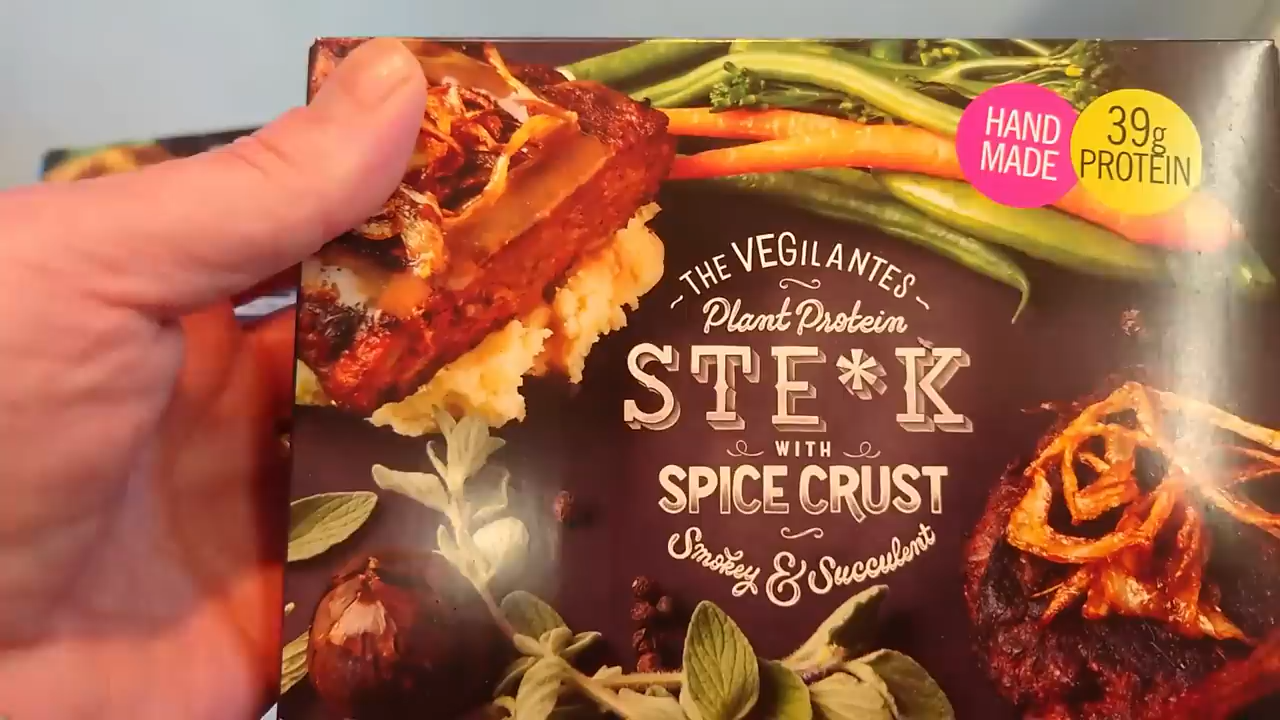 HAND
MADE
39g
PROTEIN
~ THE VEGILANTES ~
Plant Protein
STE*K
WITH
SPICE CRUST
Smokey & Succulent